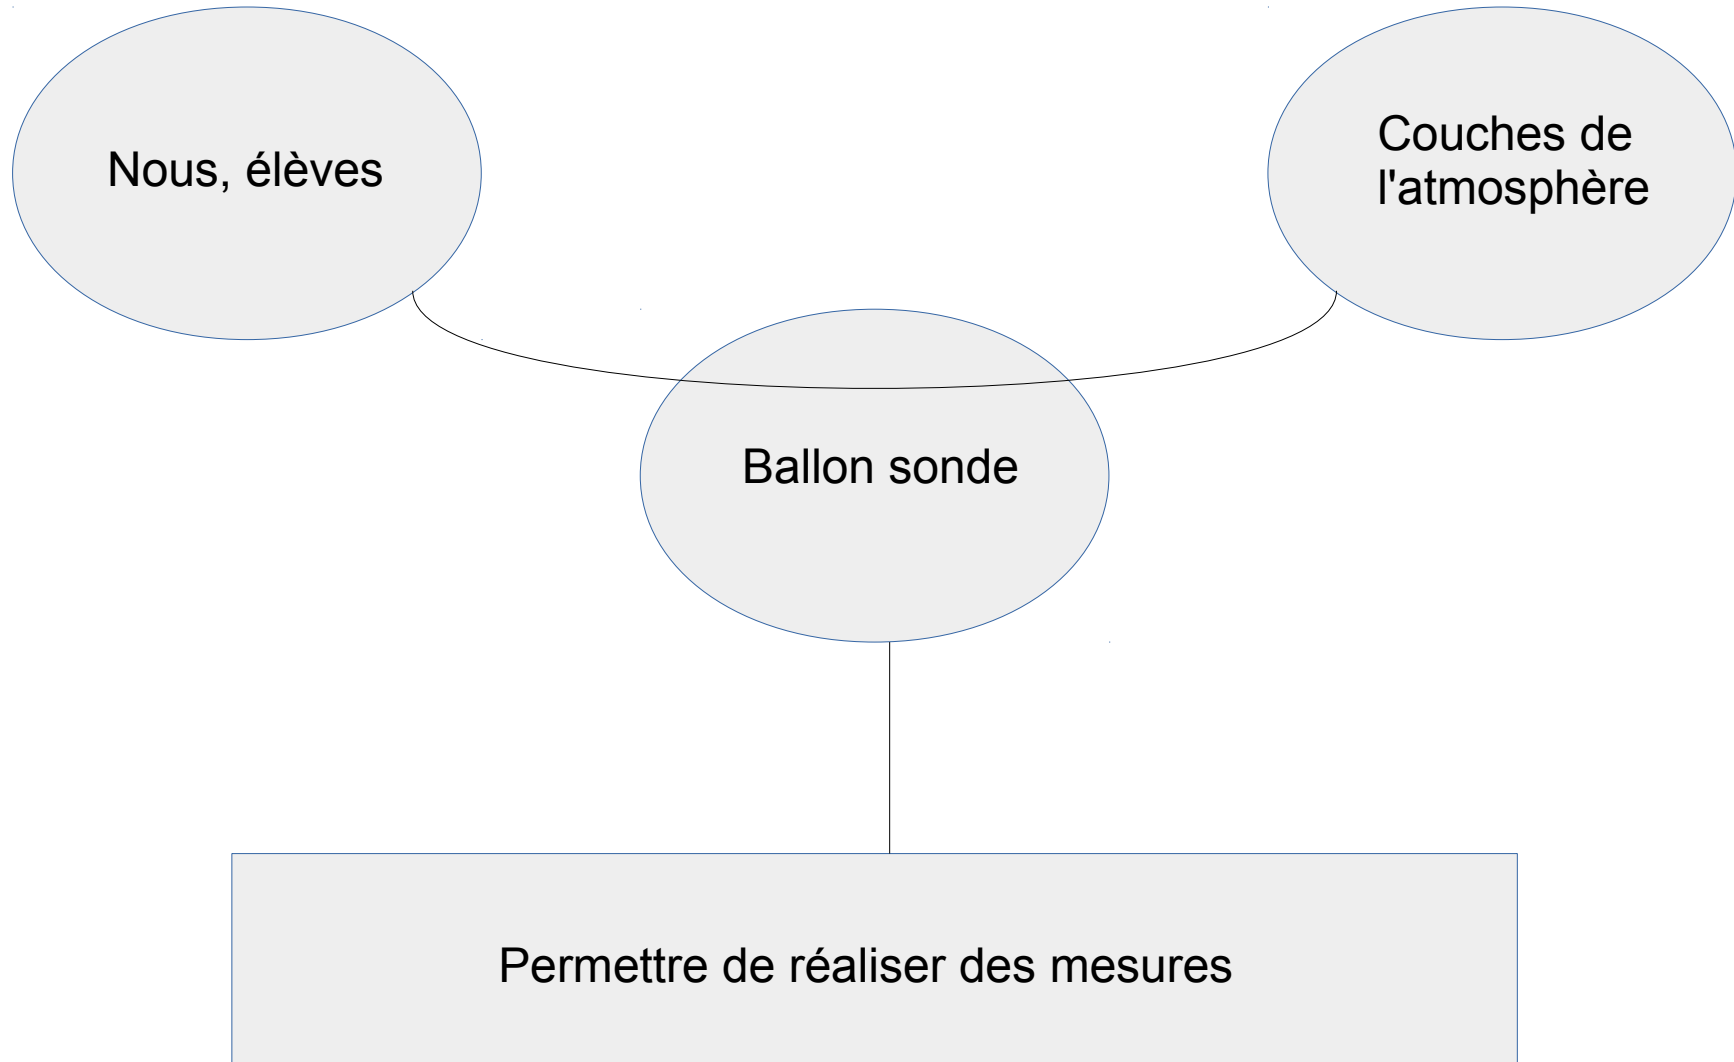 Nous, élèves
Couches de
l'atmosphère
Ballon sonde
Permettre de réaliser des mesures